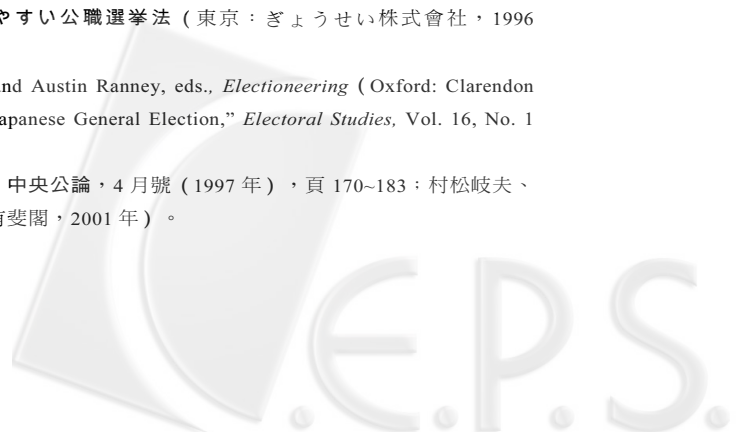 やすい公職選挙法 (東京：ぎょうせい株式會社，1996
nd Austin Ranney, eds., Electioneering (Oxford: Clarendon
apanese General Election,” Electoral Studies, Vol. 16, No. 1
中央公論，4 月號 (1997 年) ，頁 170~183；村松岐夫、
有斐閣，2001 年) 。
C.E.P.S.